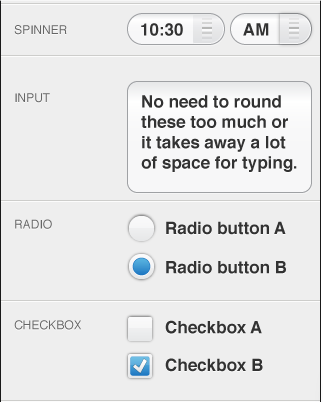 SPINNER 10:30 AM
INPUT No need to round
these too much or
it takes away a lot
of space for typing.
RADIO Radio button A
Radio button B
CHECKBOX Checkbox A
Checkbox B